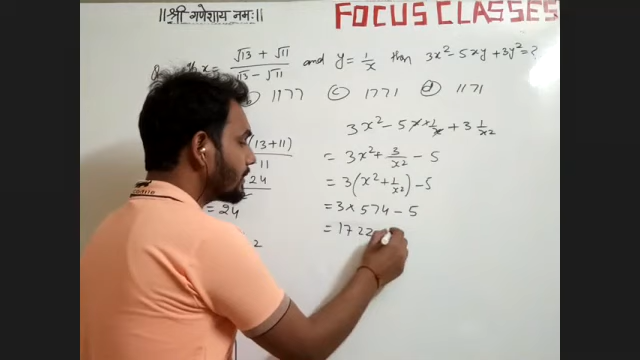 ||श्री गणेशाय नमः||
FOCUS CLASSES
x = (√13 + √11)/(√13 − √11) and y = 1/x then 3x² − 5xy + 3y² = ?
1177 ⓒ 1771 ⓓ 1171
3x² − 5x × 1/x + 3 1/x²
13+11)
11
= 3x² + 3/x² − 5
24
= 3(x² + 1/x²) − 5
= 24
= 3 × 574 − 5
= 1722
2